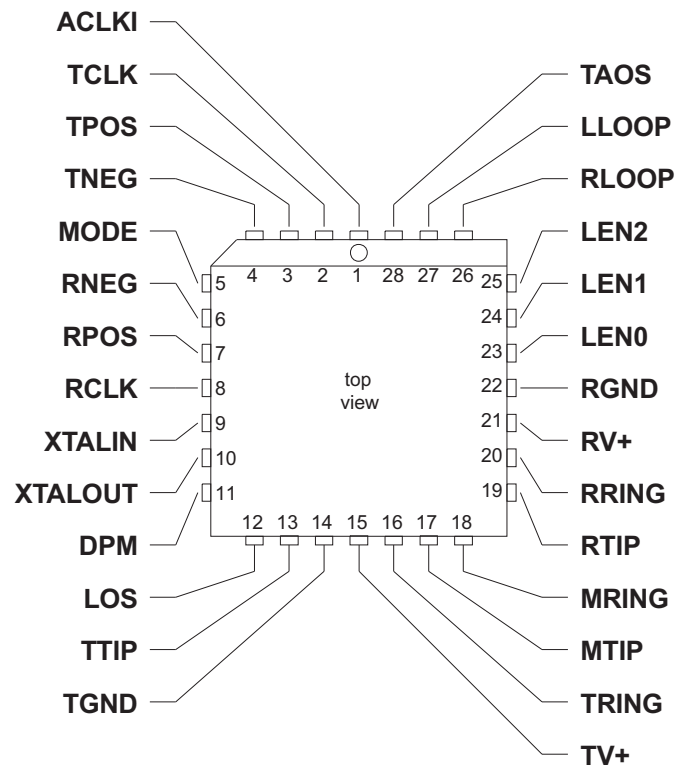 ACLKI
TCLK
TPOS
TNEG
MODE
RNEG
RPOS
RCLK
XTALIN
XTALOUT
DPM
LOS
TTIP
TGND
TAOS
LLOOP
RLOOP
LEN2
LEN1
LEN0
RGND
RV+
RRING
RTIP
MRING
MTIP
TRING
TV+
4 3 2 1 28 27 26
5
6
7
8
9
10
11
25
24
23
22
21
20
19
top
view
12 13 14 15 16 17 18